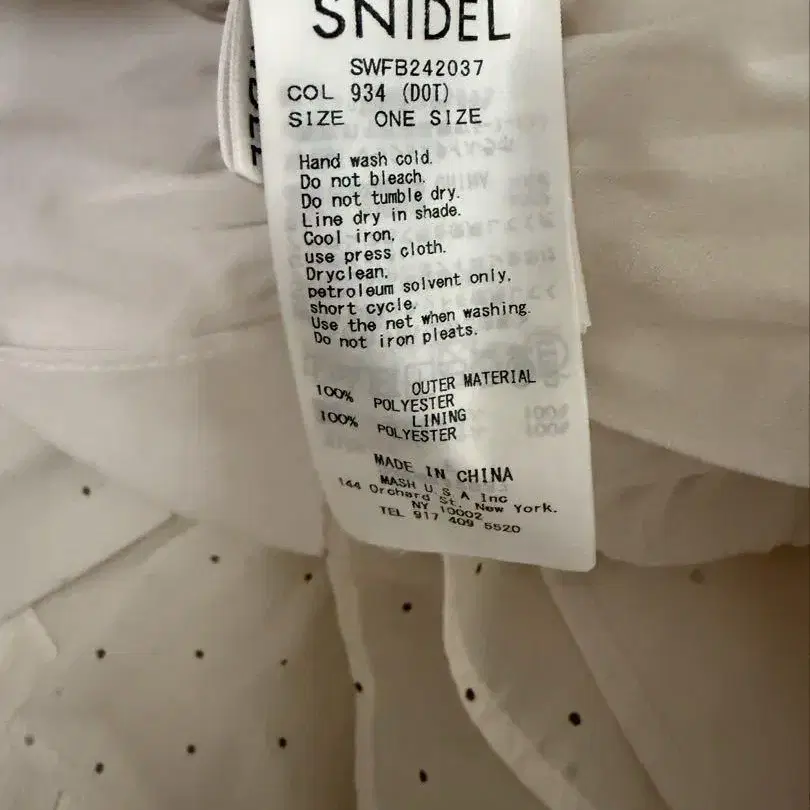 SNIDEL
SWFB242037
COL 934 (DOT)
SIZE ONE SIZE
Hand wash cold.
Do not bleach.
Do not tumble dry.
Line dry in shade.
Cool iron,
use press cloth.
Dryclean,
petroleum solvent only,
short cycle.
Use the net when washing.
Do not iron pleats.
OUTER MATERIAL
100% POLYESTER
LINING
100% POLYESTER
MADE IN CHINA
MASH U S A Inc
144 Orchard St. New York.
NY 10002
TEL 917 409 5520